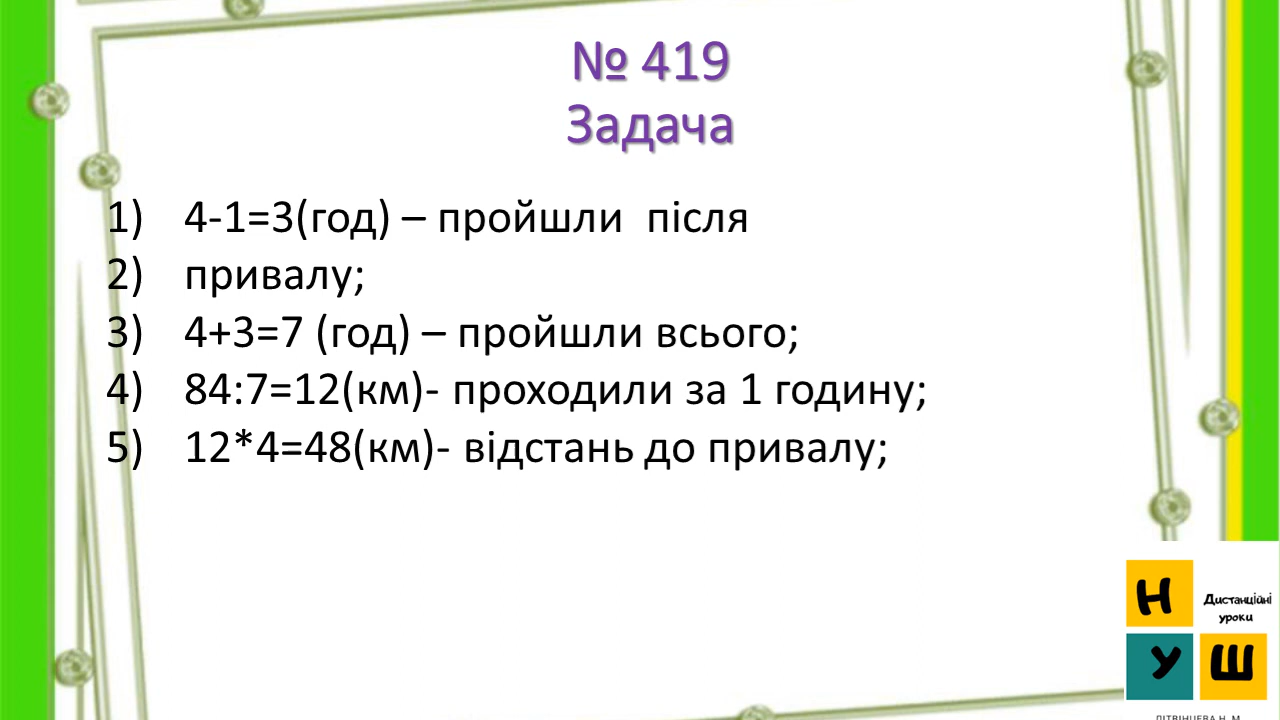 № 419
Задача
1) 4-1=3(год) – пройшли після
2) привалу;
3) 4+3=7 (год) – пройшли всього;
4) 84:7=12(км)- проходили за 1 годину;
5) 12*4=48(км)- відстань до привалу;
Н
Дистанційні
уроки
У Ш
ЛІТВІНЦЕВА Н. М.